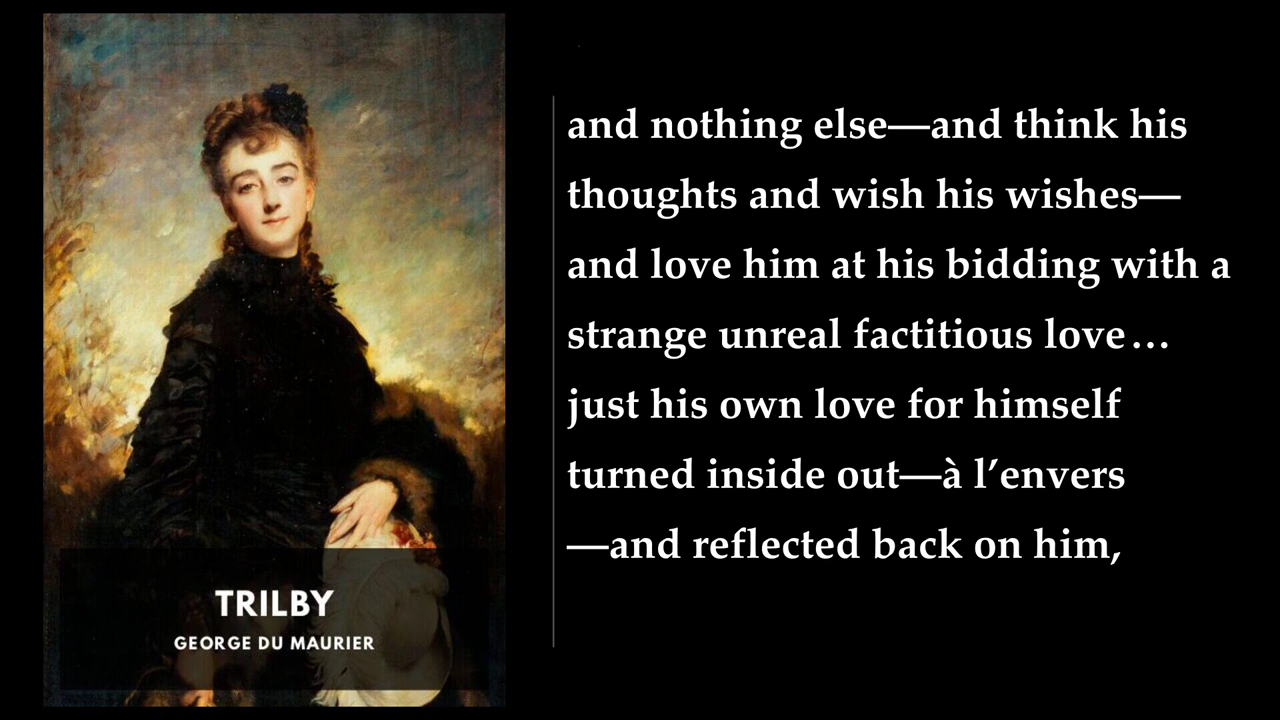 TRILBY
GEORGE DU MAURIER
and nothing else—and think his
thoughts and wish his wishes—
and love him at his bidding with a
strange unreal factitious love…
just his own love for himself
turned inside out—à l’envers
—and reflected back on him,